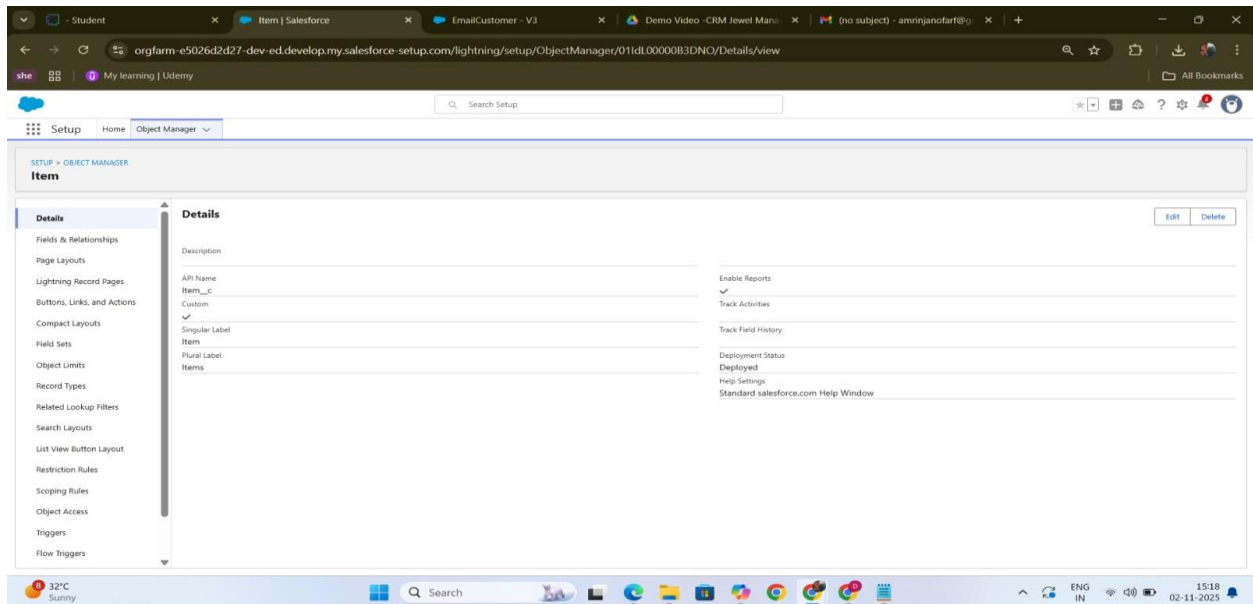 - Student
Item | Salesforce
EmailCustomer - V3
Demo Video -CRM Jewel Mana
(no subject) - amrinjanofarf@g
orgfarm-e5026d2d27-dev-ed.develop.my.salesforce-setup.com/lightning/setup/ObjectManager/01IdL00000B3DNO/Details/view
she
My learning | Udemy
All Bookmarks
Search Setup
Setup
Home
Object Manager
SETUP > OBJECT MANAGER
Item
Details
Fields & Relationships
Page Layouts
Lightning Record Pages
Buttons, Links, and Actions
Compact Layouts
Field Sets
Object Limits
Record Types
Related Lookup Filters
Search Layouts
List View Button Layout
Restriction Rules
Scoping Rules
Object Access
Triggers
Flow Triggers
Details
Edit
Delete
Description
API Name
Item__c
Custom
Singular Label
Item
Plural Label
Items
Enable Reports
Track Activities
Track Field History
Deployment Status
Deployed
Help Settings
Standard salesforce.com Help Window
8
32°C
Sunny
Search
ENG
IN
15:18
02-11-2025